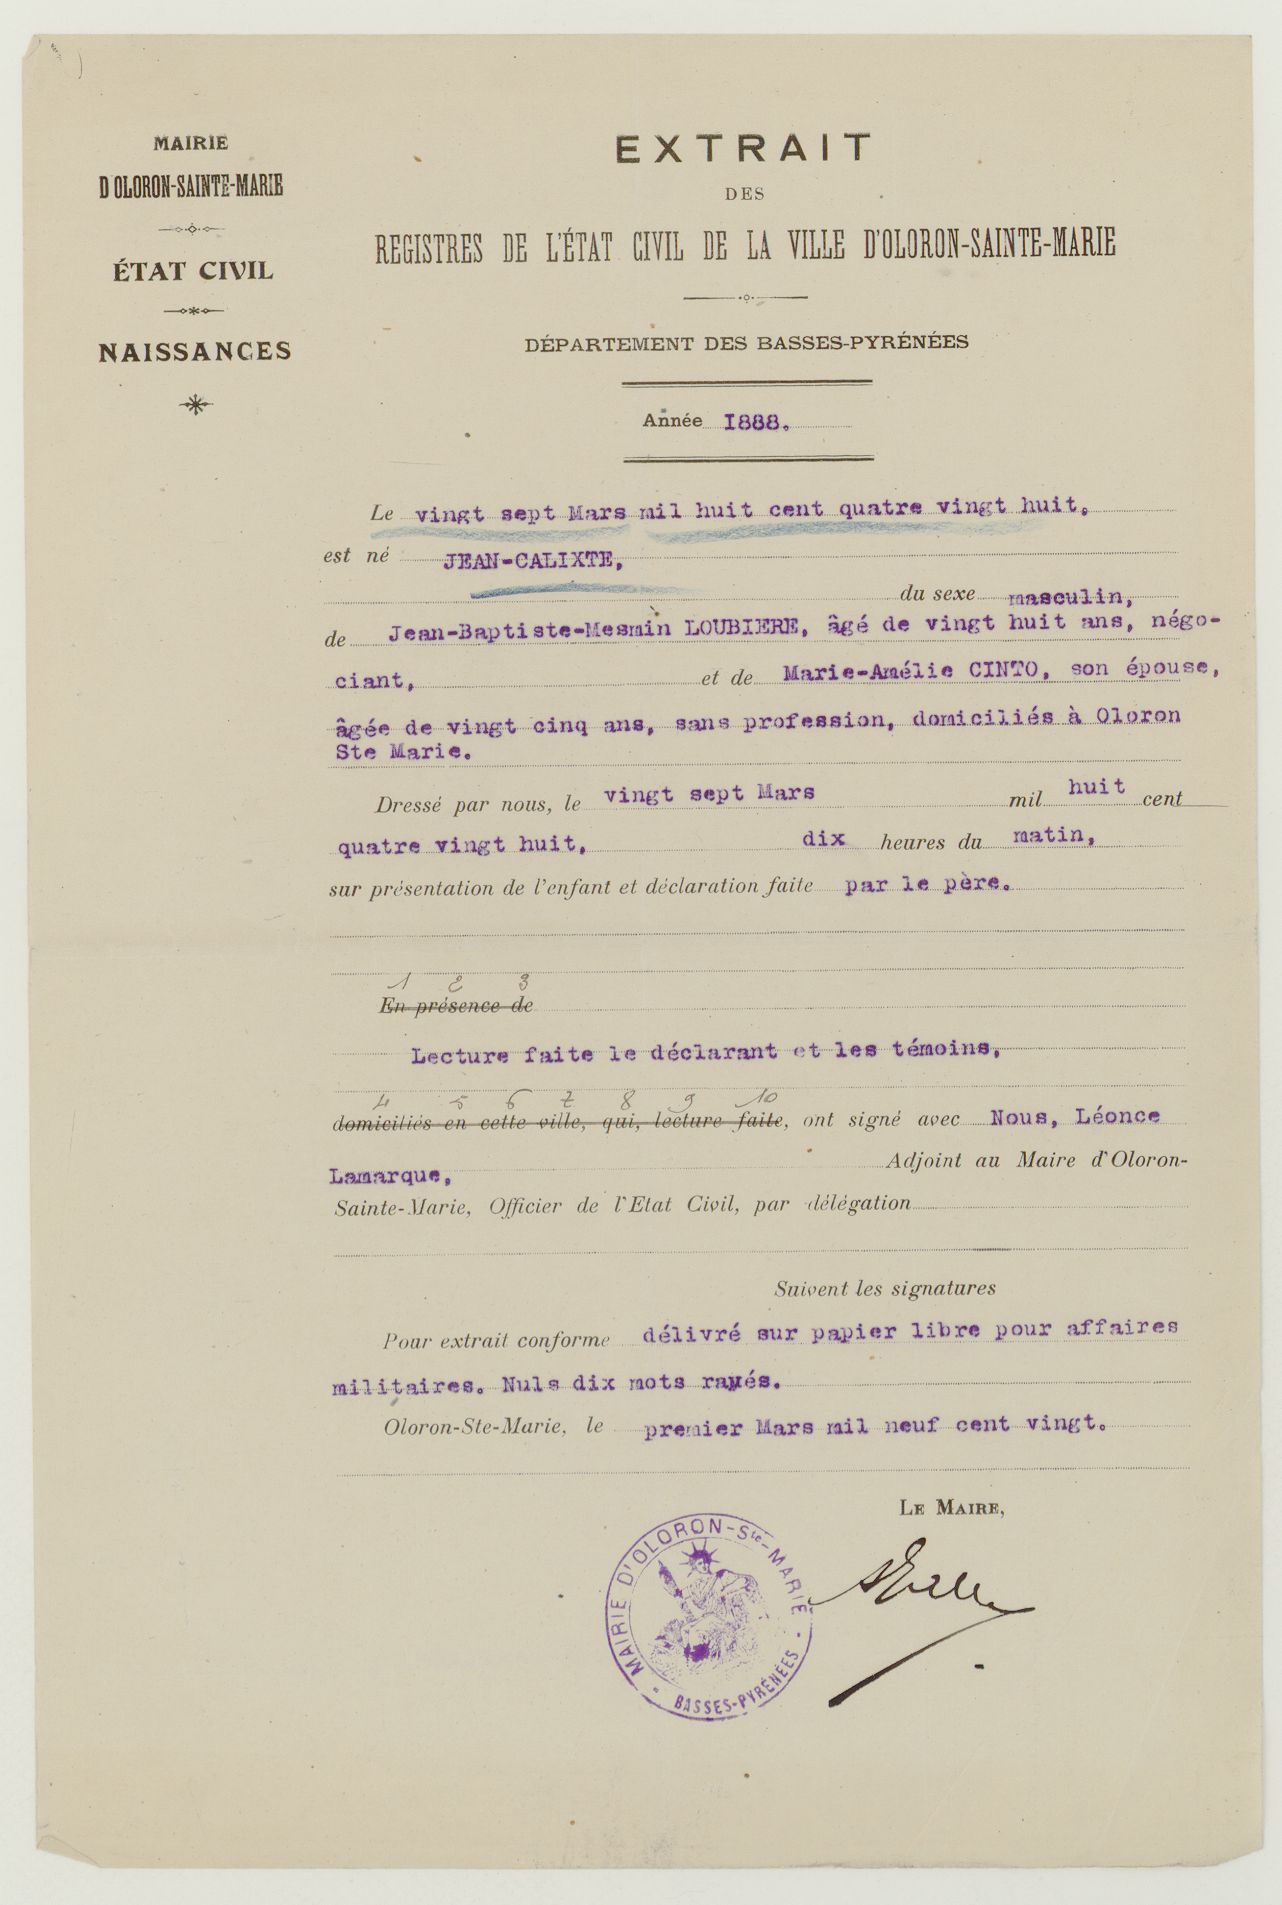 MAIRIE
D'OLORON-SAINTE-MARIE
ÉTAT CIVIL
NAISSANCES
EXTRAIT
DES
REGISTRES DE L'ÉTAT CIVIL DE LA VILLE D'OLORON-SAINTE-MARIE
DÉPARTEMENT DES BASSES-PYRÉNÉES
Année 1888.
Le vingt sept Mars mil huit cent quatre vingt huit,
est né JEAN-CALIXTE,
du sexe masculin,
de Jean-Baptiste-Mesmin LOUBIERE, âgé de vingt huit ans, négo-
ciant, et de Marie-Amélie CINTO, son épouse,
âgée de vingt cinq ans, sans profession, domiciliés à Oloron
Ste Marie.
Dressé par nous, le vingt sept Mars mil huit cent
quatre vingt huit, dix heures du matin,
sur présentation de l'enfant et déclaration faite par le père.
1 2 3
En présence de
Lecture faite le déclarant et les témoins,
4 5 6 7 8 9 10
domiciliés en cette ville, qui, lecture faite, ont signé avec Nous, Léonce
Lamarque, Adjoint au Maire d'Oloron-
Sainte-Marie, Officier de l'Etat Civil, par délégation
Suivent les signatures
Pour extrait conforme délivré sur papier libre pour affaires
militaires. Nuls dix mots rayés.
Oloron-Ste-Marie, le premier Mars mil neuf cent vingt.
LE MAIRE,
MAIRIE D'OLORON-Ste-MARIE
BASSES-PYRÉNÉES